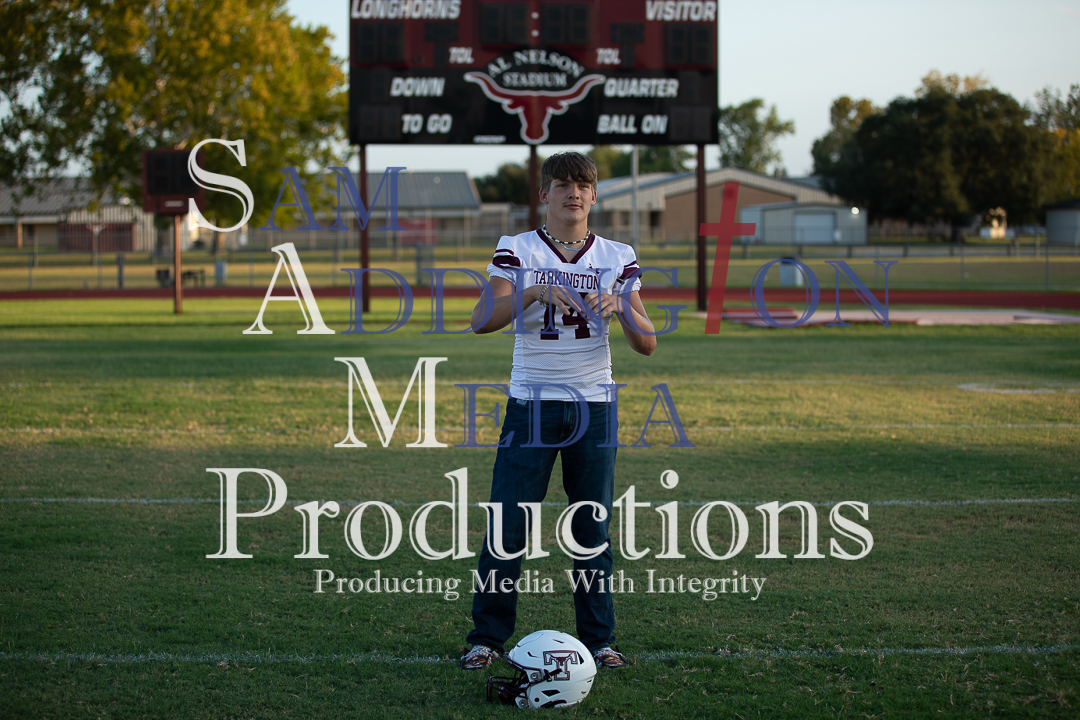 LONGHORNS VISITOR
TOL TOL
AL NELSON
STADIUM
DOWN QUARTER
TO GO BALL ON
SAM
ADDINGTON
MEDIA
Productions
Producing Media With Integrity
TARKINGTON
14
T